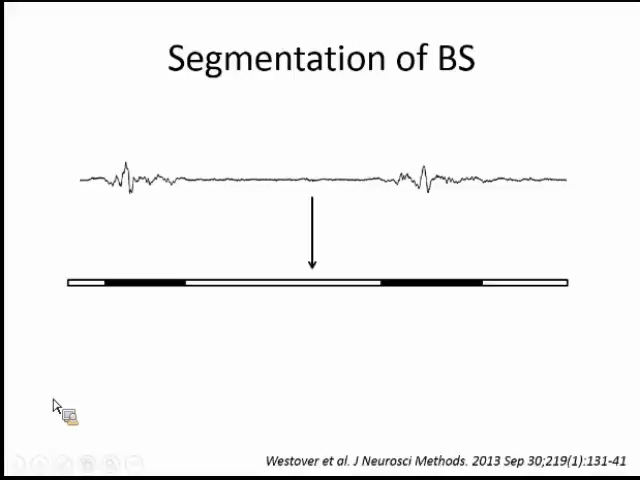 Segmentation of BS
Westover et al. J Neurosci Methods. 2013 Sep 30;219(1):131-41